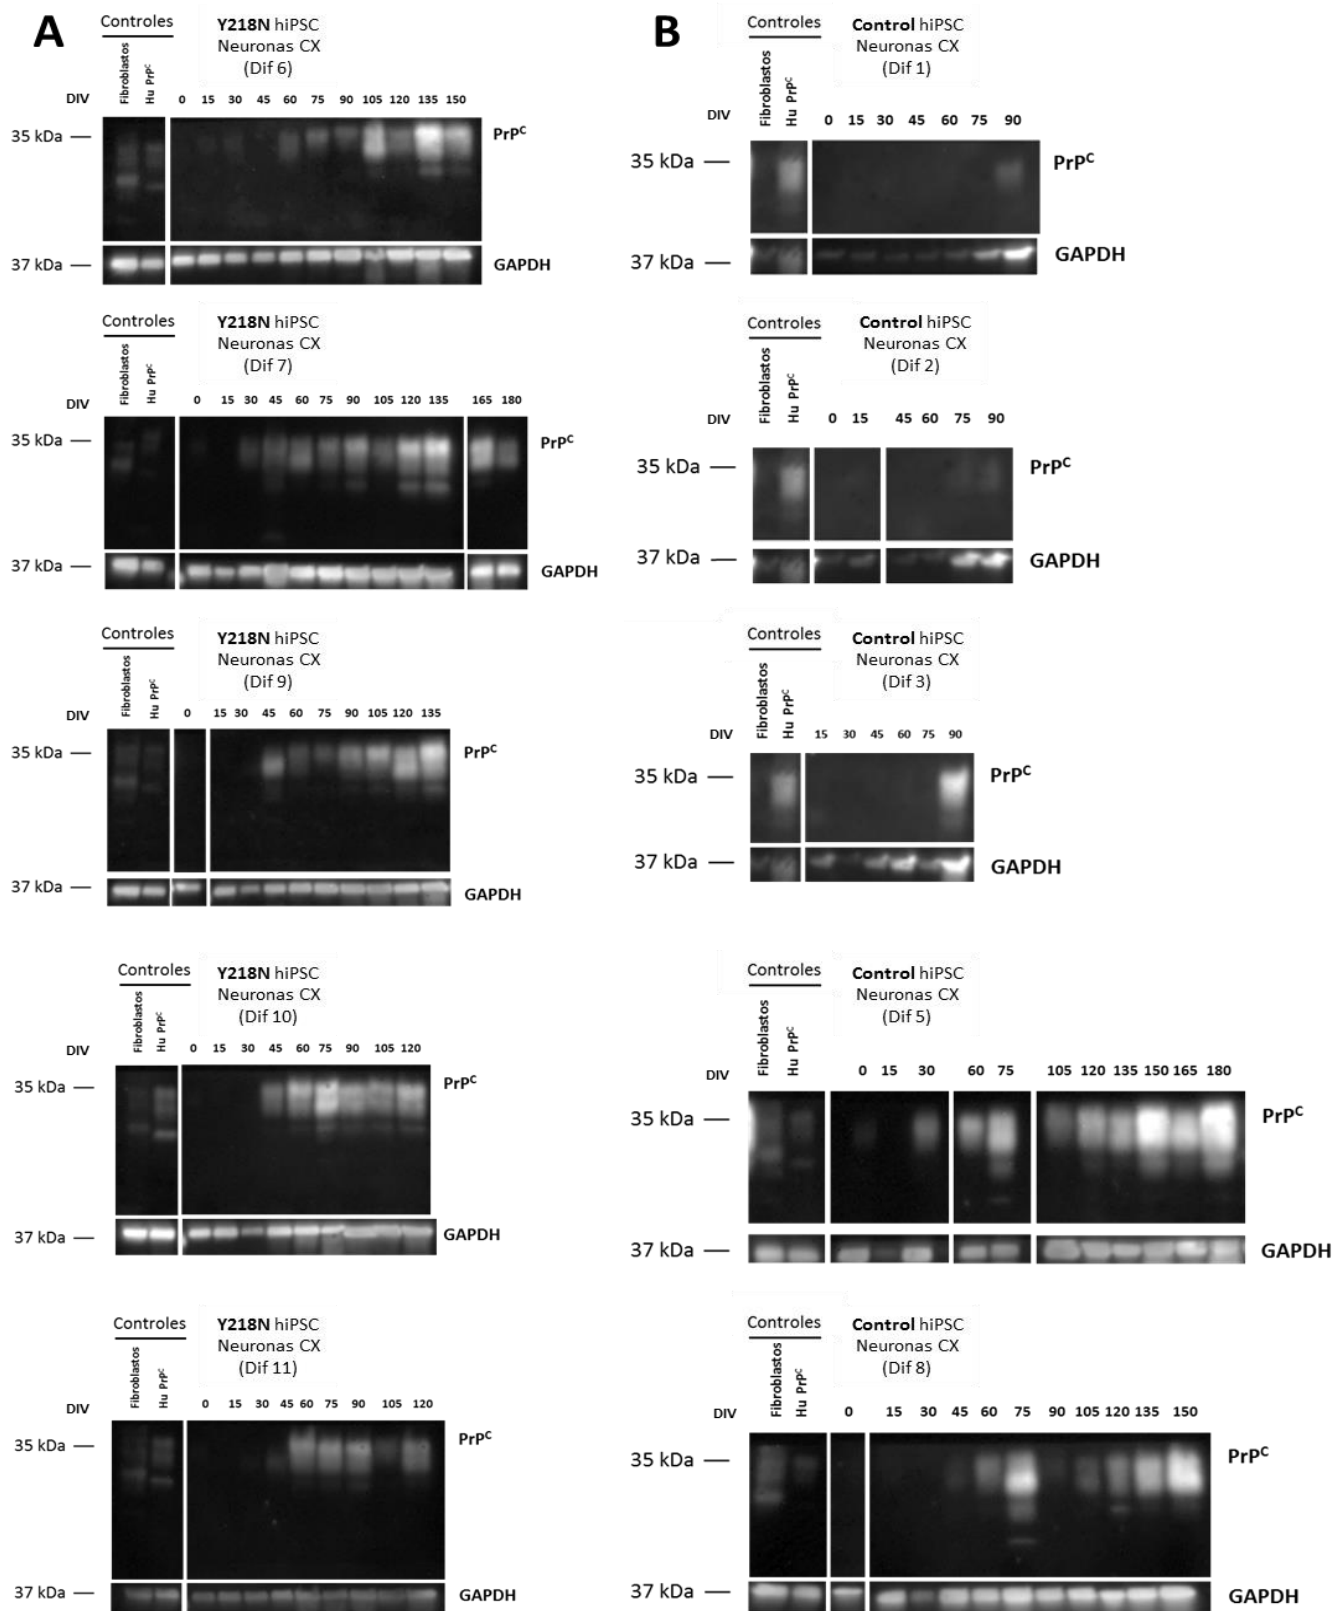 A
Controles
Y218N hiPSC
Neuronas CX
(Dif 6)
Fibroblastos
Hu PrPC
DIV
0 15 30 45 60 75 90 105 120 135 150
35 kDa
PrPC
37 kDa
GAPDH
Controles
Y218N hiPSC
Neuronas CX
(Dif 7)
Fibroblastos
Hu PrPC
DIV
0 15 30 45 60 75 90 105 120 135 165 180
35 kDa
PrPC
37 kDa
GAPDH
Controles
Y218N hiPSC
Neuronas CX
(Dif 9)
Fibroblastos
Hu PrPC
DIV
0 15 30 45 60 75 90 105 120 135
35 kDa
PrPC
37 kDa
GAPDH
Controles
Y218N hiPSC
Neuronas CX
(Dif 10)
Fibroblastos
Hu PrPC
DIV
0 15 30 45 60 75 90 105 120
35 kDa
PrPC
37 kDa
GAPDH
Controles
Y218N hiPSC
Neuronas CX
(Dif 11)
Fibroblastos
Hu PrPC
DIV
0 15 30 45 60 75 90 105 120
35 kDa
PrPC
37 kDa
GAPDH
B
Controles
Control hiPSC
Neuronas CX
(Dif 1)
Fibroblastos
Hu PrPC
DIV
0 15 30 45 60 75 90
35 kDa
PrPC
37 kDa
GAPDH
Controles
Control hiPSC
Neuronas CX
(Dif 2)
Fibroblastos
Hu PrPC
DIV
0 15 45 60 75 90
35 kDa
PrPC
37 kDa
GAPDH
Controles
Control hiPSC
Neuronas CX
(Dif 3)
Fibroblastos
Hu PrPC
DIV
15 30 45 60 75 90
35 kDa
PrPC
37 kDa
GAPDH
Controles
Control hiPSC
Neuronas CX
(Dif 5)
Fibroblastos
Hu PrPC
DIV
0 15 30 60 75 105 120 135 150 165 180
35 kDa
PrPC
37 kDa
GAPDH
Controles
Control hiPSC
Neuronas CX
(Dif 8)
Fibroblastos
Hu PrPC
DIV
0 15 30 45 60 75 90 105 120 135 150
35 kDa
PrPC
37 kDa
GAPDH